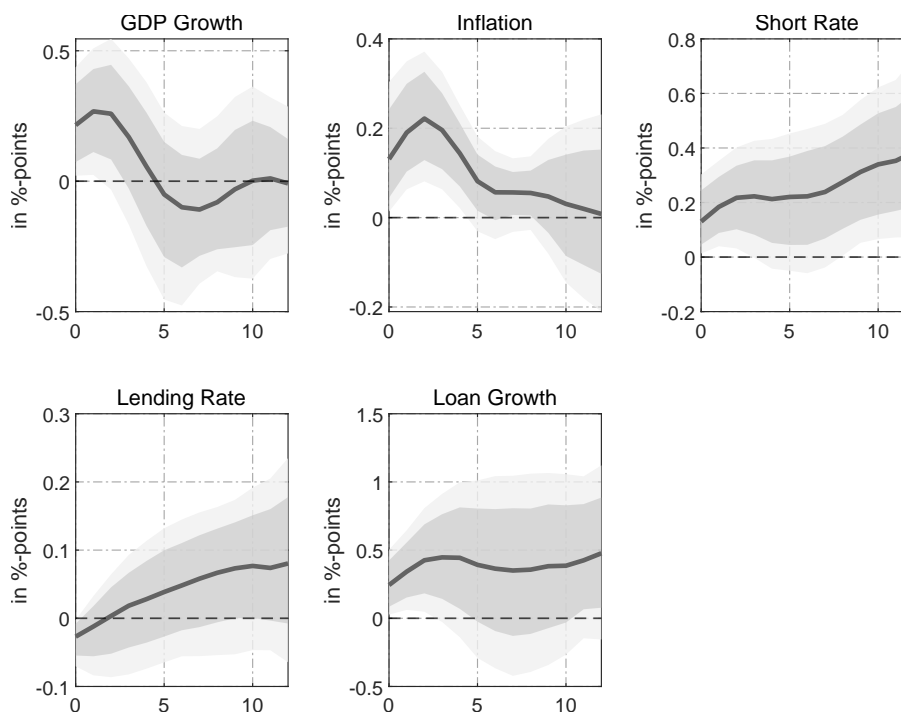 GDP Growth
in %-points
0.5
0
-0.5
0 5 10
Inflation
0.4
0.2
0
-0.2
0 5 10
Short Rate
in %-points
0.8
0.6
0.4
0.2
0
-0.2
0 5 10
Lending Rate
in %-points
0.3
0.2
0.1
0
-0.1
0 5 10
Loan Growth
in %-points
1.5
1
0.5
0
-0.5
0 5 10